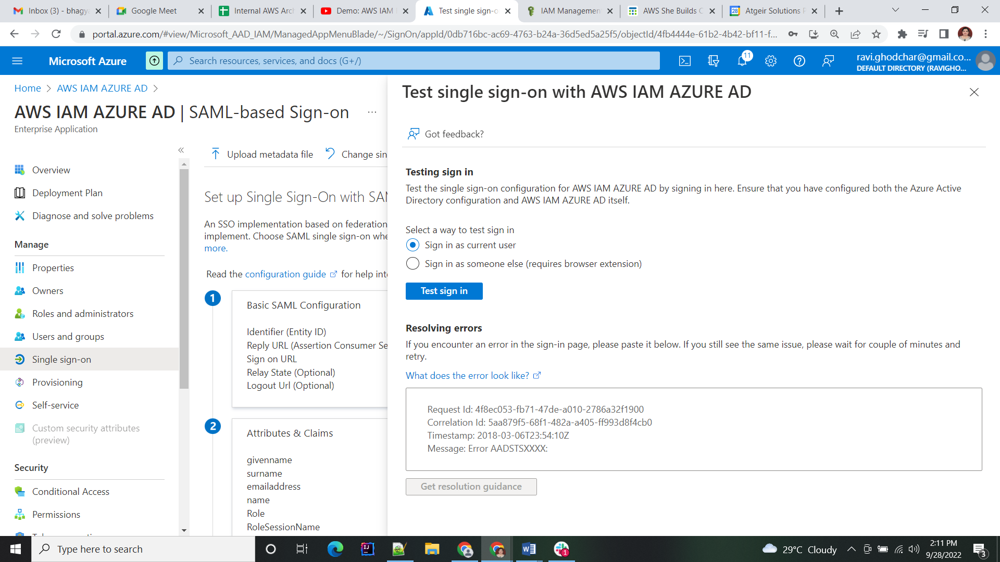 Inbox (3) - bhagy
Google Meet
Internal AWS Arc
Demo: AWS IAM
Test single sign-o
IAM Managemen
AWS She Builds C
Atgeir Solutions
portal.azure.com/#view/Microsoft_AAD_IAM/ManagedAppMenuBlade/~/SignOn/appId/0db716bc-ac69-4763-b24a-36d5ed5a25f5/objectId/4fb4444e-61b2-4b42-bf11-f...
Microsoft Azure
Search resources, services, and docs (G+/)
11
ravi.ghodchar@gmail.co...
DEFAULT DIRECTORY (RAVIGHO...
Home > AWS IAM AZURE AD >
AWS IAM AZURE AD | SAML-based Sign-on ...
Enterprise Application
«
Overview
Deployment Plan
Diagnose and solve problems
Manage
Properties
Owners
Roles and administrators
Users and groups
Single sign-on
Provisioning
Self-service
Custom security attributes
(preview)
Security
Conditional Access
Permissions
Upload metadata file
Change sin
Set up Single Sign-On with SAM
An SSO implementation based on federation
implement. Choose SAML single sign-on whe
more.
Read the configuration guide for help inte
1
Basic SAML Configuration
Identifier (Entity ID)
Reply URL (Assertion Consumer Se
Sign on URL
Relay State (Optional)
Logout Url (Optional)
2
Attributes & Claims
givenname
surname
emailaddress
name
Role
RoleSessionName
Test single sign-on with AWS IAM AZURE AD
Got feedback?
Testing sign in
Test the single sign-on configuration for AWS IAM AZURE AD by signing in here. Ensure that you have configured both the Azure Active
Directory configuration and AWS IAM AZURE AD itself.
Select a way to test sign in
Sign in as current user
Sign in as someone else (requires browser extension)
Test sign in
Resolving errors
If you encounter an error in the sign-in page, please paste it below. If you still see the same issue, please wait for couple of minutes and
retry.
What does the error look like?
Request Id: 4f8ec053-fb71-47de-a010-2786a32f1900
Correlation Id: 5aa879f5-68f1-482a-a405-ff993d8f4cb0
Timestamp: 2018-03-06T23:54:10Z
Message: Error AADSTSXXXX:
Get resolution guidance
Type here to search
29°C Cloudy
2:11 PM
9/28/2022
3